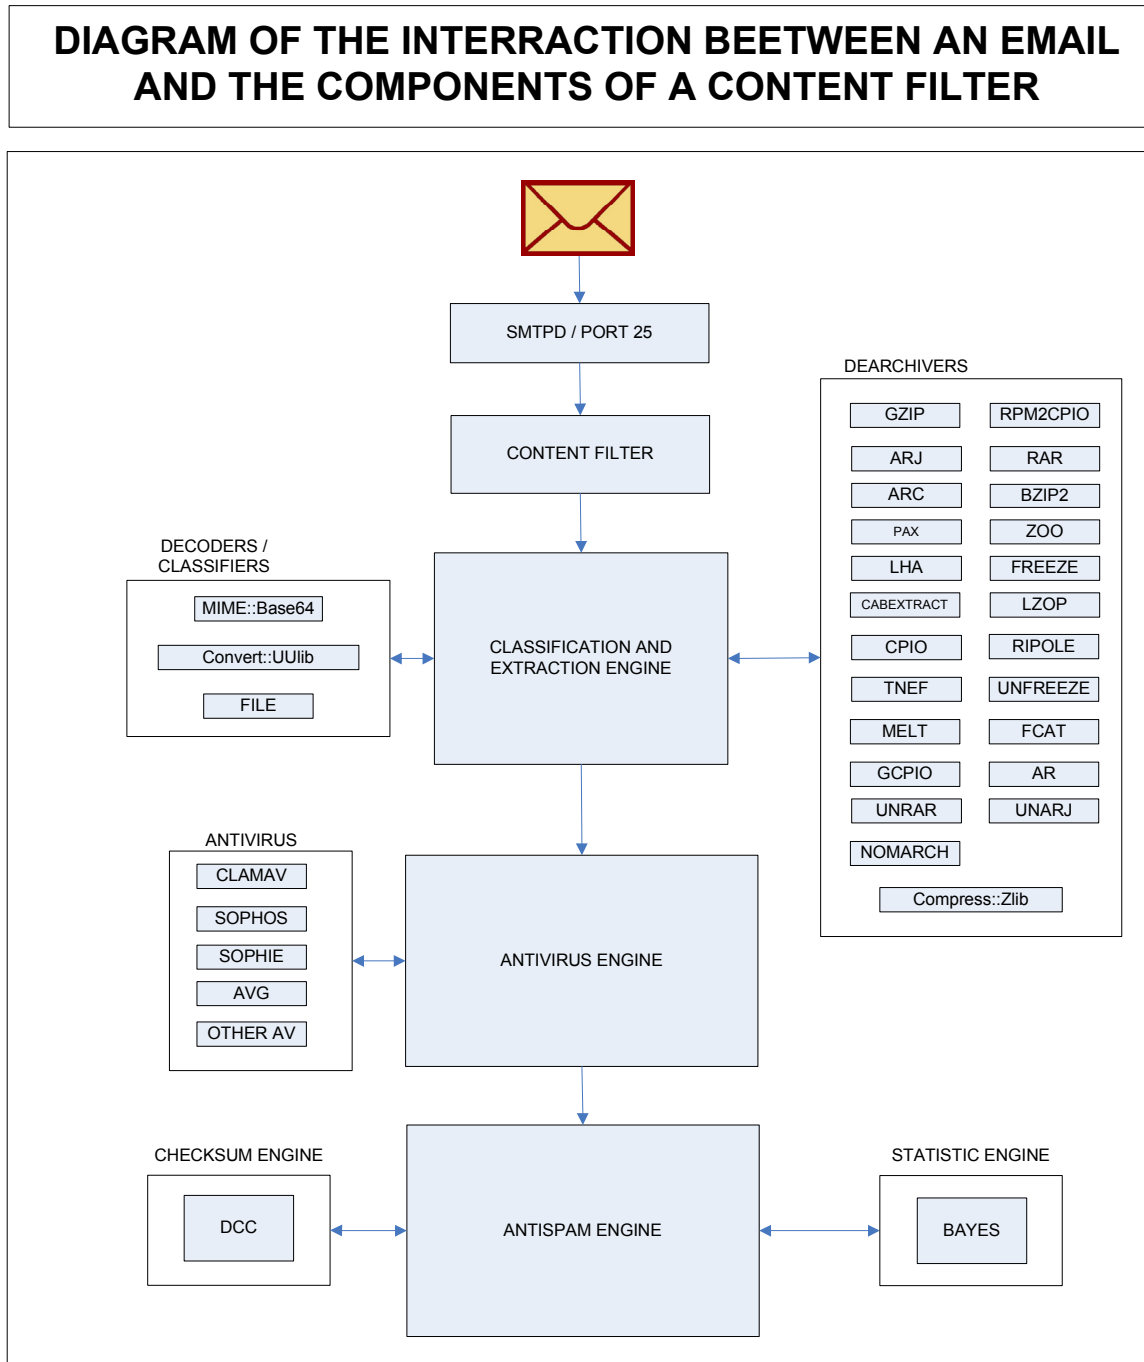 DIAGRAM OF THE INTERRACTION BEETWEEN AN EMAIL
AND THE COMPONENTS OF A CONTENT FILTER
SMTPD / PORT 25
CONTENT FILTER
DEARCHIVERS
GZIP
RPM2CPIO
ARJ
RAR
ARC
BZIP2
PAX
ZOO
LHA
FREEZE
CABEXTRACT
LZOP
CPIO
RIPOLE
TNEF
UNFREEZE
MELT
FCAT
GCPIO
AR
UNRAR
UNARJ
NOMARCH
Compress::Zlib
DECODERS /
CLASSIFIERS
MIME::Base64
Convert::UUlib
FILE
CLASSIFICATION AND
EXTRACTION ENGINE
ANTIVIRUS
CLAMAV
SOPHOS
SOPHIE
AVG
OTHER AV
ANTIVIRUS ENGINE
CHECKSUM ENGINE
DCC
ANTISPAM ENGINE
STATISTIC ENGINE
BAYES